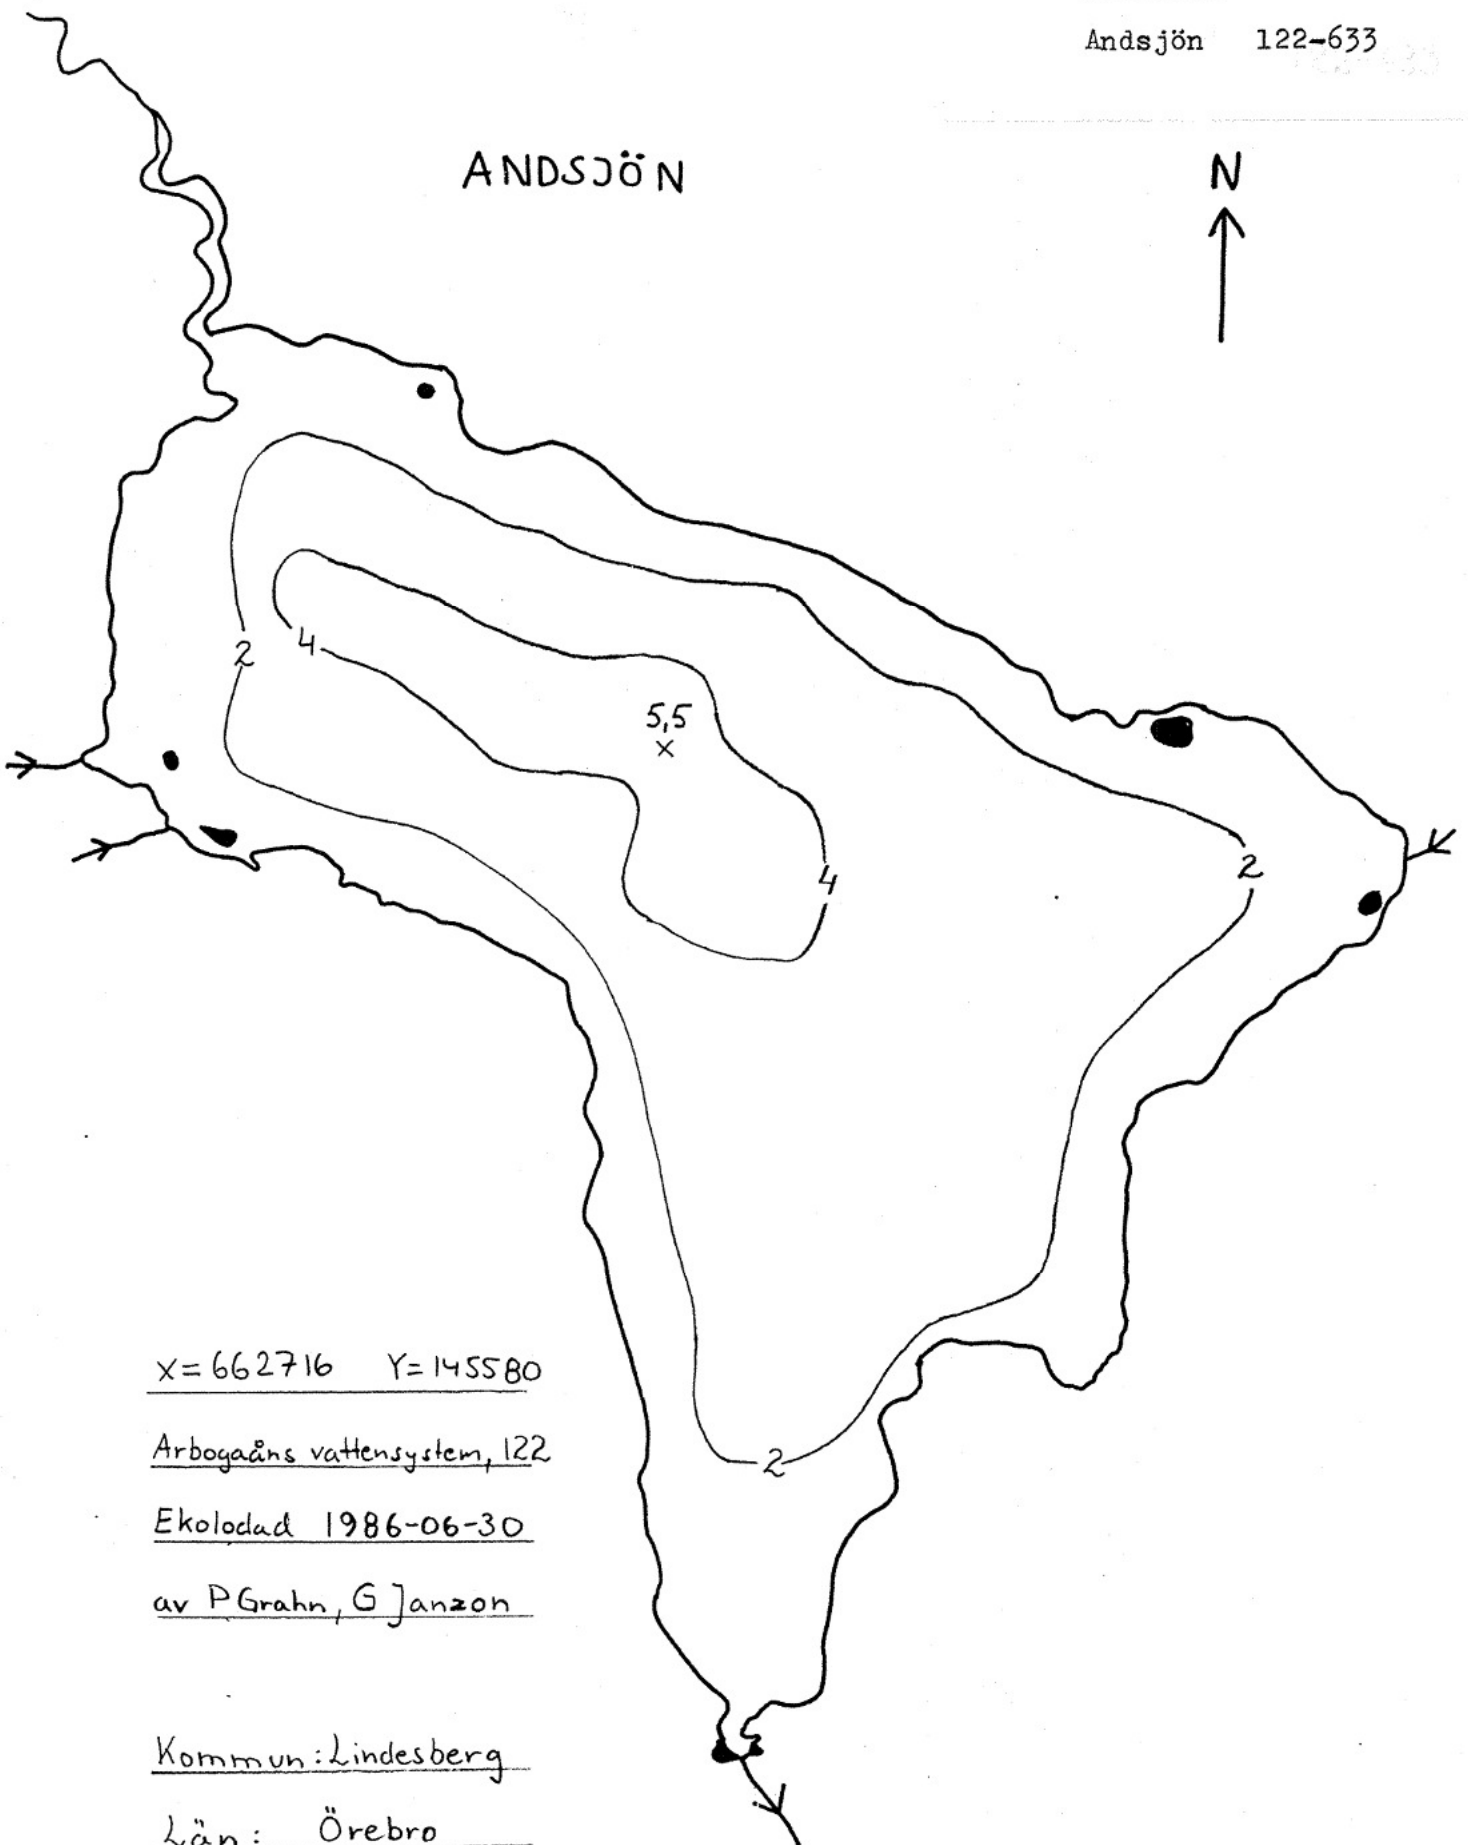 Andsjön 122-633
ANDSJÖN
N
2
4
5,5
x
4
2
2
X=662716 Y=145580
Arbogaåns vattensystem, 122
Ekolodad 1986-06-30
av P Grahn, G Janzon
Kommun: Lindesberg
Län: Örebro